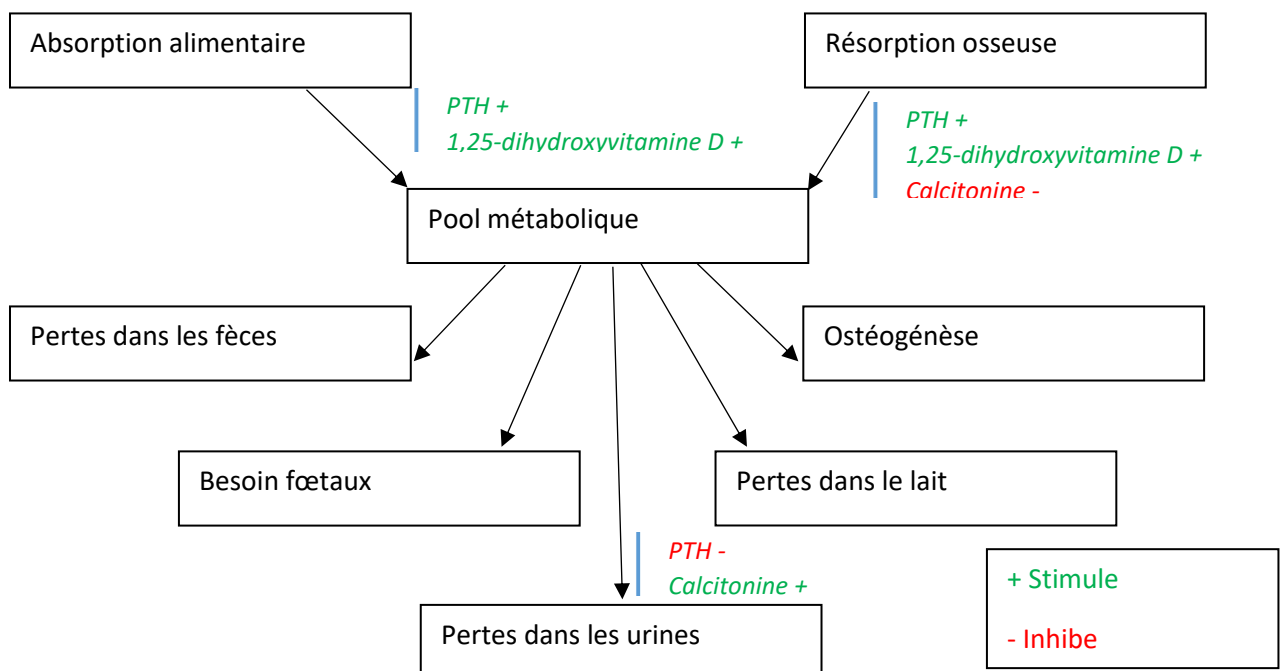 Absorption alimentaire
Résorption osseuse
PTH +
1,25-dihydroxyvitamine D +
PTH +
1,25-dihydroxyvitamine D +
Calcitonine -
Pool métabolique
Pertes dans les fèces
Ostéogénèse
Besoin fœtaux
Pertes dans le lait
PTH -
Calcitonine +
Pertes dans les urines
+ Stimule
- Inhibe